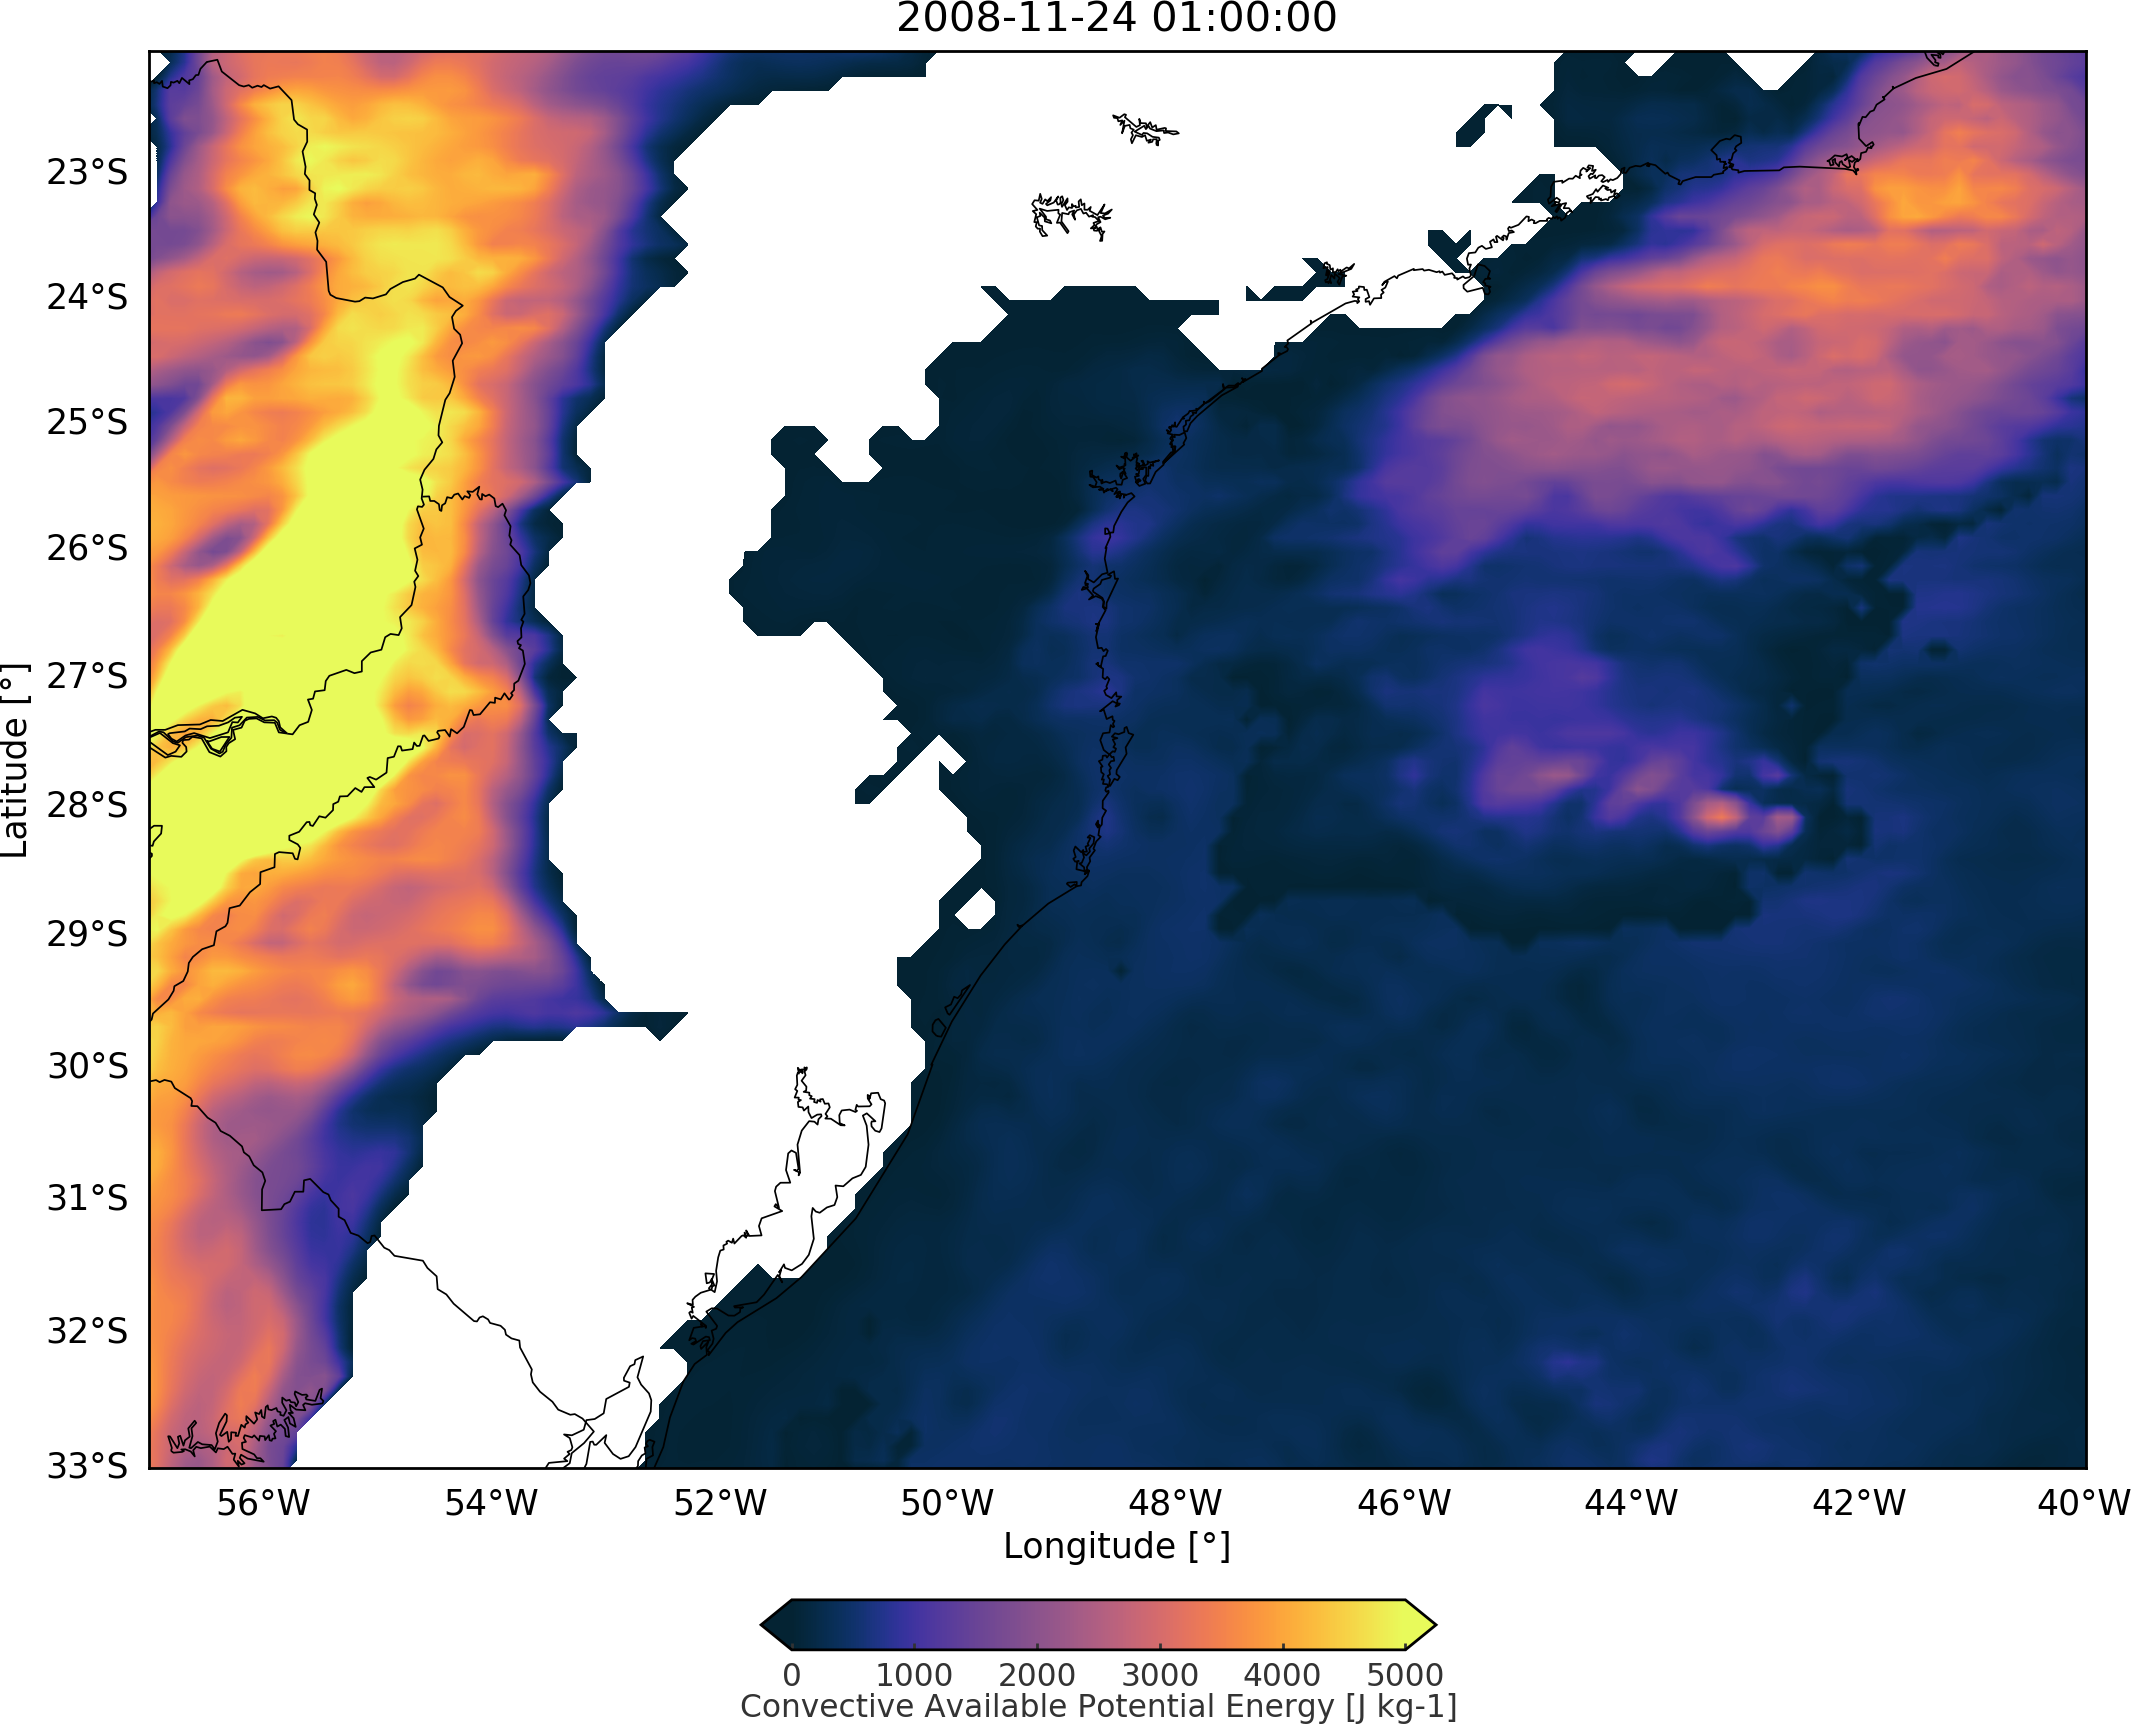 2008-11-24 01:00:00
23°S
24°S
25°S
26°S
27°S
28°S
29°S
30°S
31°S
32°S
33°S
Latitude [°]
56°W 54°W 52°W 50°W 48°W 46°W 44°W 42°W 40°W
Longitude [°]
0 1000 2000 3000 4000 5000
Convective Available Potential Energy [J kg-1]